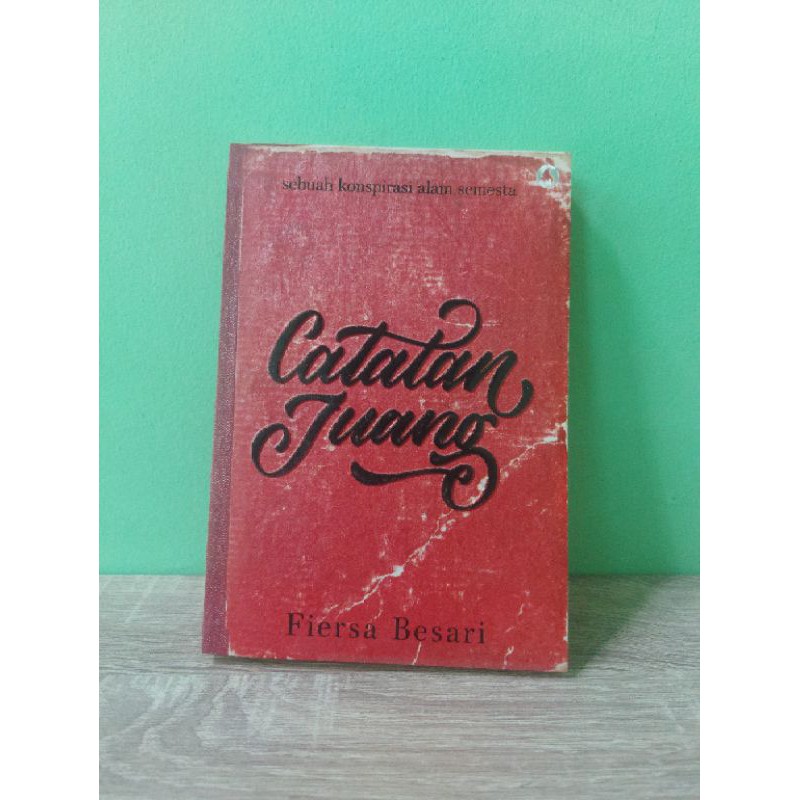 sebuah konspirasi alam semesta
Catatan
Juang
Fiersa Besari